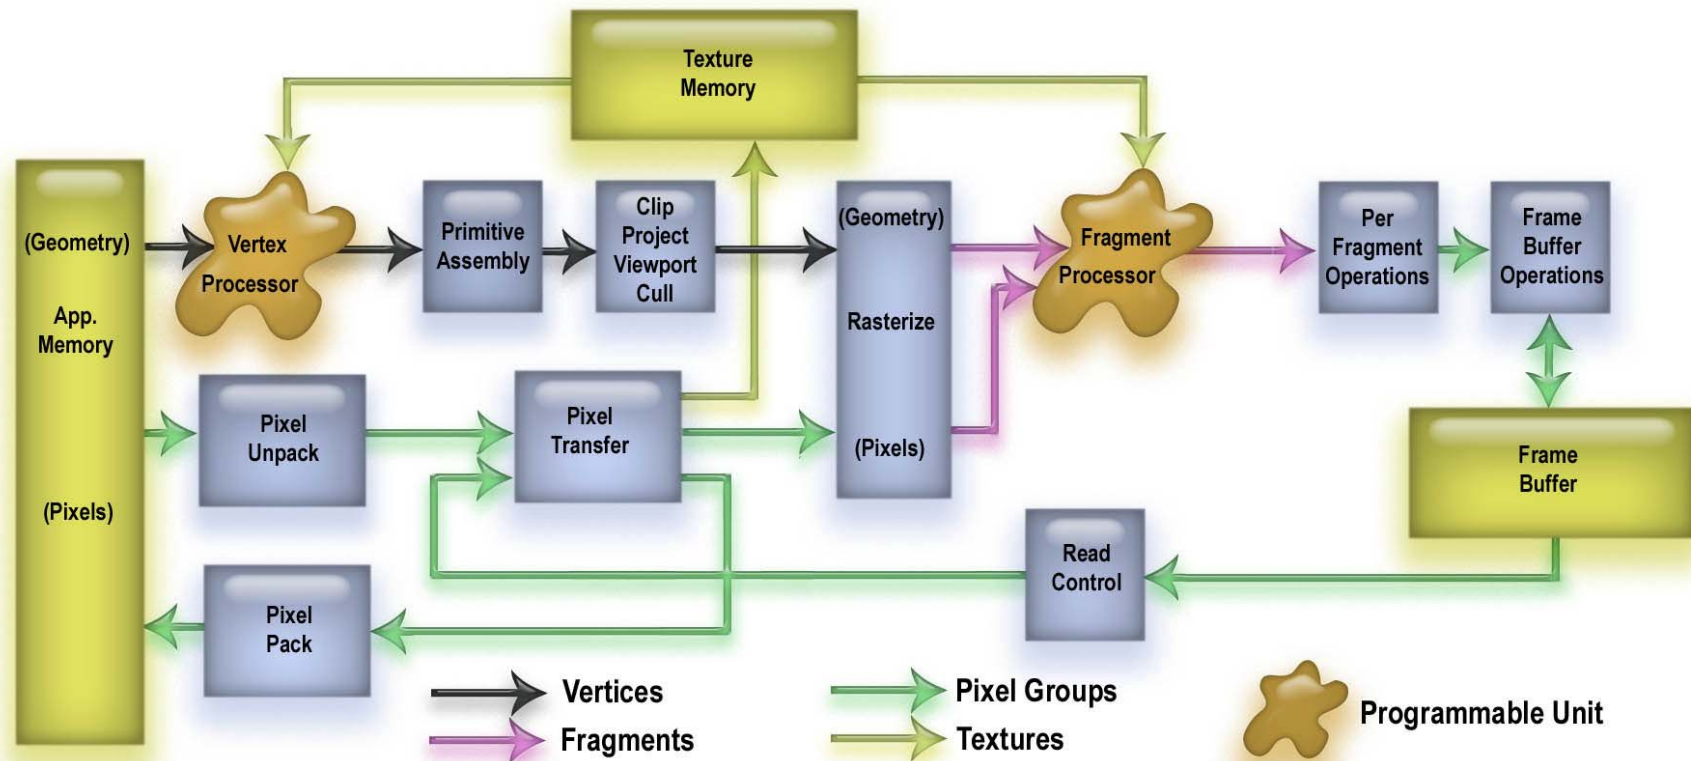 Texture
Memory
(Geometry)
App.
Memory
(Pixels)
Vertex
Processor
Primitive
Assembly
Clip
Project
Viewport
Cull
(Geometry)
Rasterize
(Pixels)
Fragment
Processor
Per
Fragment
Operations
Frame
Buffer
Operations
Pixel
Unpack
Pixel
Transfer
Frame
Buffer
Read
Control
Pixel
Pack
Vertices
Fragments
Pixel Groups
Textures
Programmable Unit